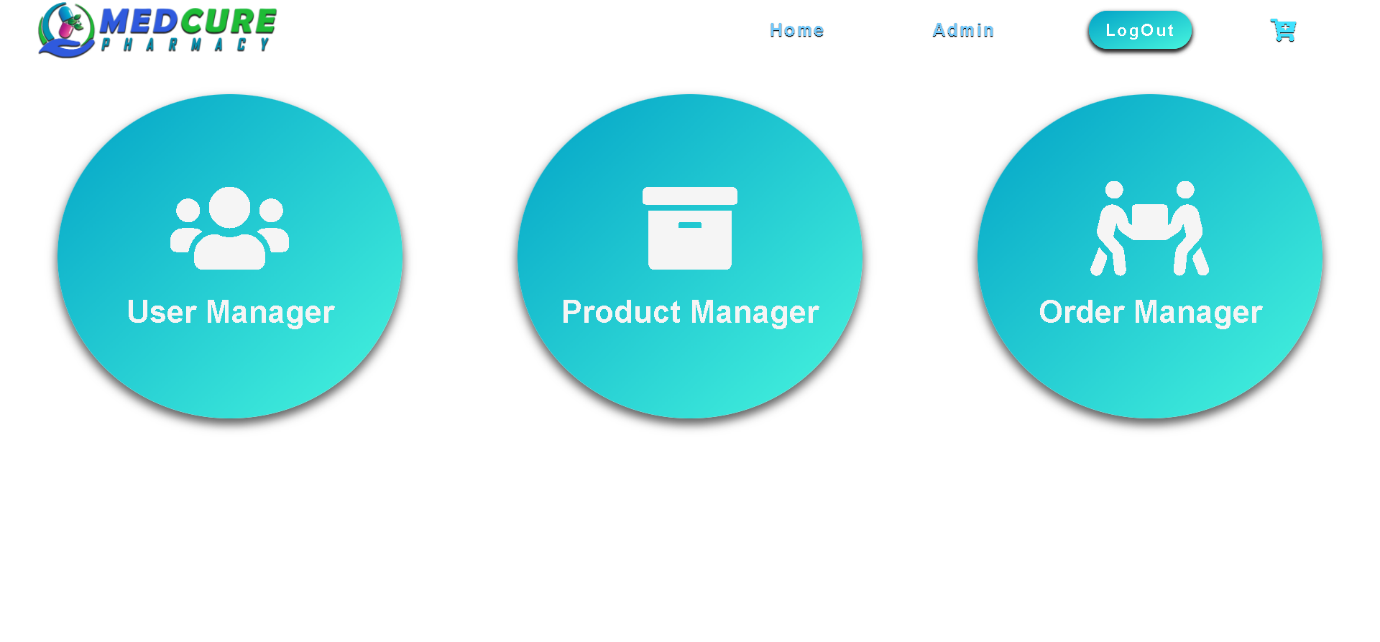 MEDCURE
PHARMACY
Home
Admin
LogOut
User Manager
Product Manager
Order Manager